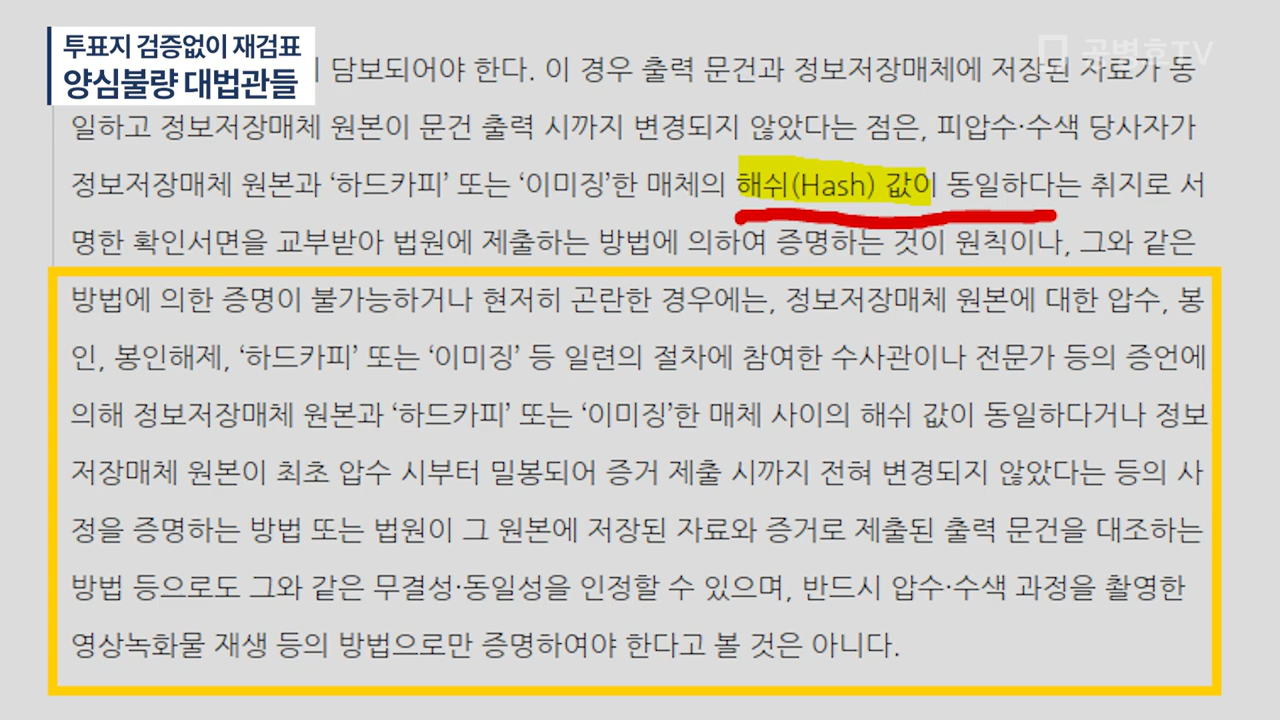 투표지 검증없이 재검표
양심불량 대법관들
공병호TV
담보되어야 한다. 이 경우 출력 문건과 정보저장매체에 저장된 자료가 동
일하고 정보저장매체 원본이 문건 출력 시까지 변경되지 않았다는 점은, 피압수·수색 당사자가
정보저장매체 원본과 ‘하드카피’ 또는 ‘이미징’한 매체의 해쉬(Hash) 값이 동일하다는 취지로 서
명한 확인서면을 교부받아 법원에 제출하는 방법에 의하여 증명하는 것이 원칙이나, 그와 같은
방법에 의한 증명이 불가능하거나 현저히 곤란한 경우에는, 정보저장매체 원본에 대한 압수, 봉
인, 봉인해제, ‘하드카피’ 또는 ‘이미징’ 등 일련의 절차에 참여한 수사관이나 전문가 등의 증언에
의해 정보저장매체 원본과 ‘하드카피’ 또는 ‘이미징’한 매체 사이의 해쉬 값이 동일하다거나 정보
저장매체 원본이 최초 압수 시부터 밀봉되어 증거 제출 시까지 전혀 변경되지 않았다는 등의 사
정을 증명하는 방법 또는 법원이 그 원본에 저장된 자료와 증거로 제출된 출력 문건을 대조하는
방법 등으로도 그와 같은 무결성·동일성을 인정할 수 있으며, 반드시 압수·수색 과정을 촬영한
영상녹화물 재생 등의 방법으로만 증명하여야 한다고 볼 것은 아니다.